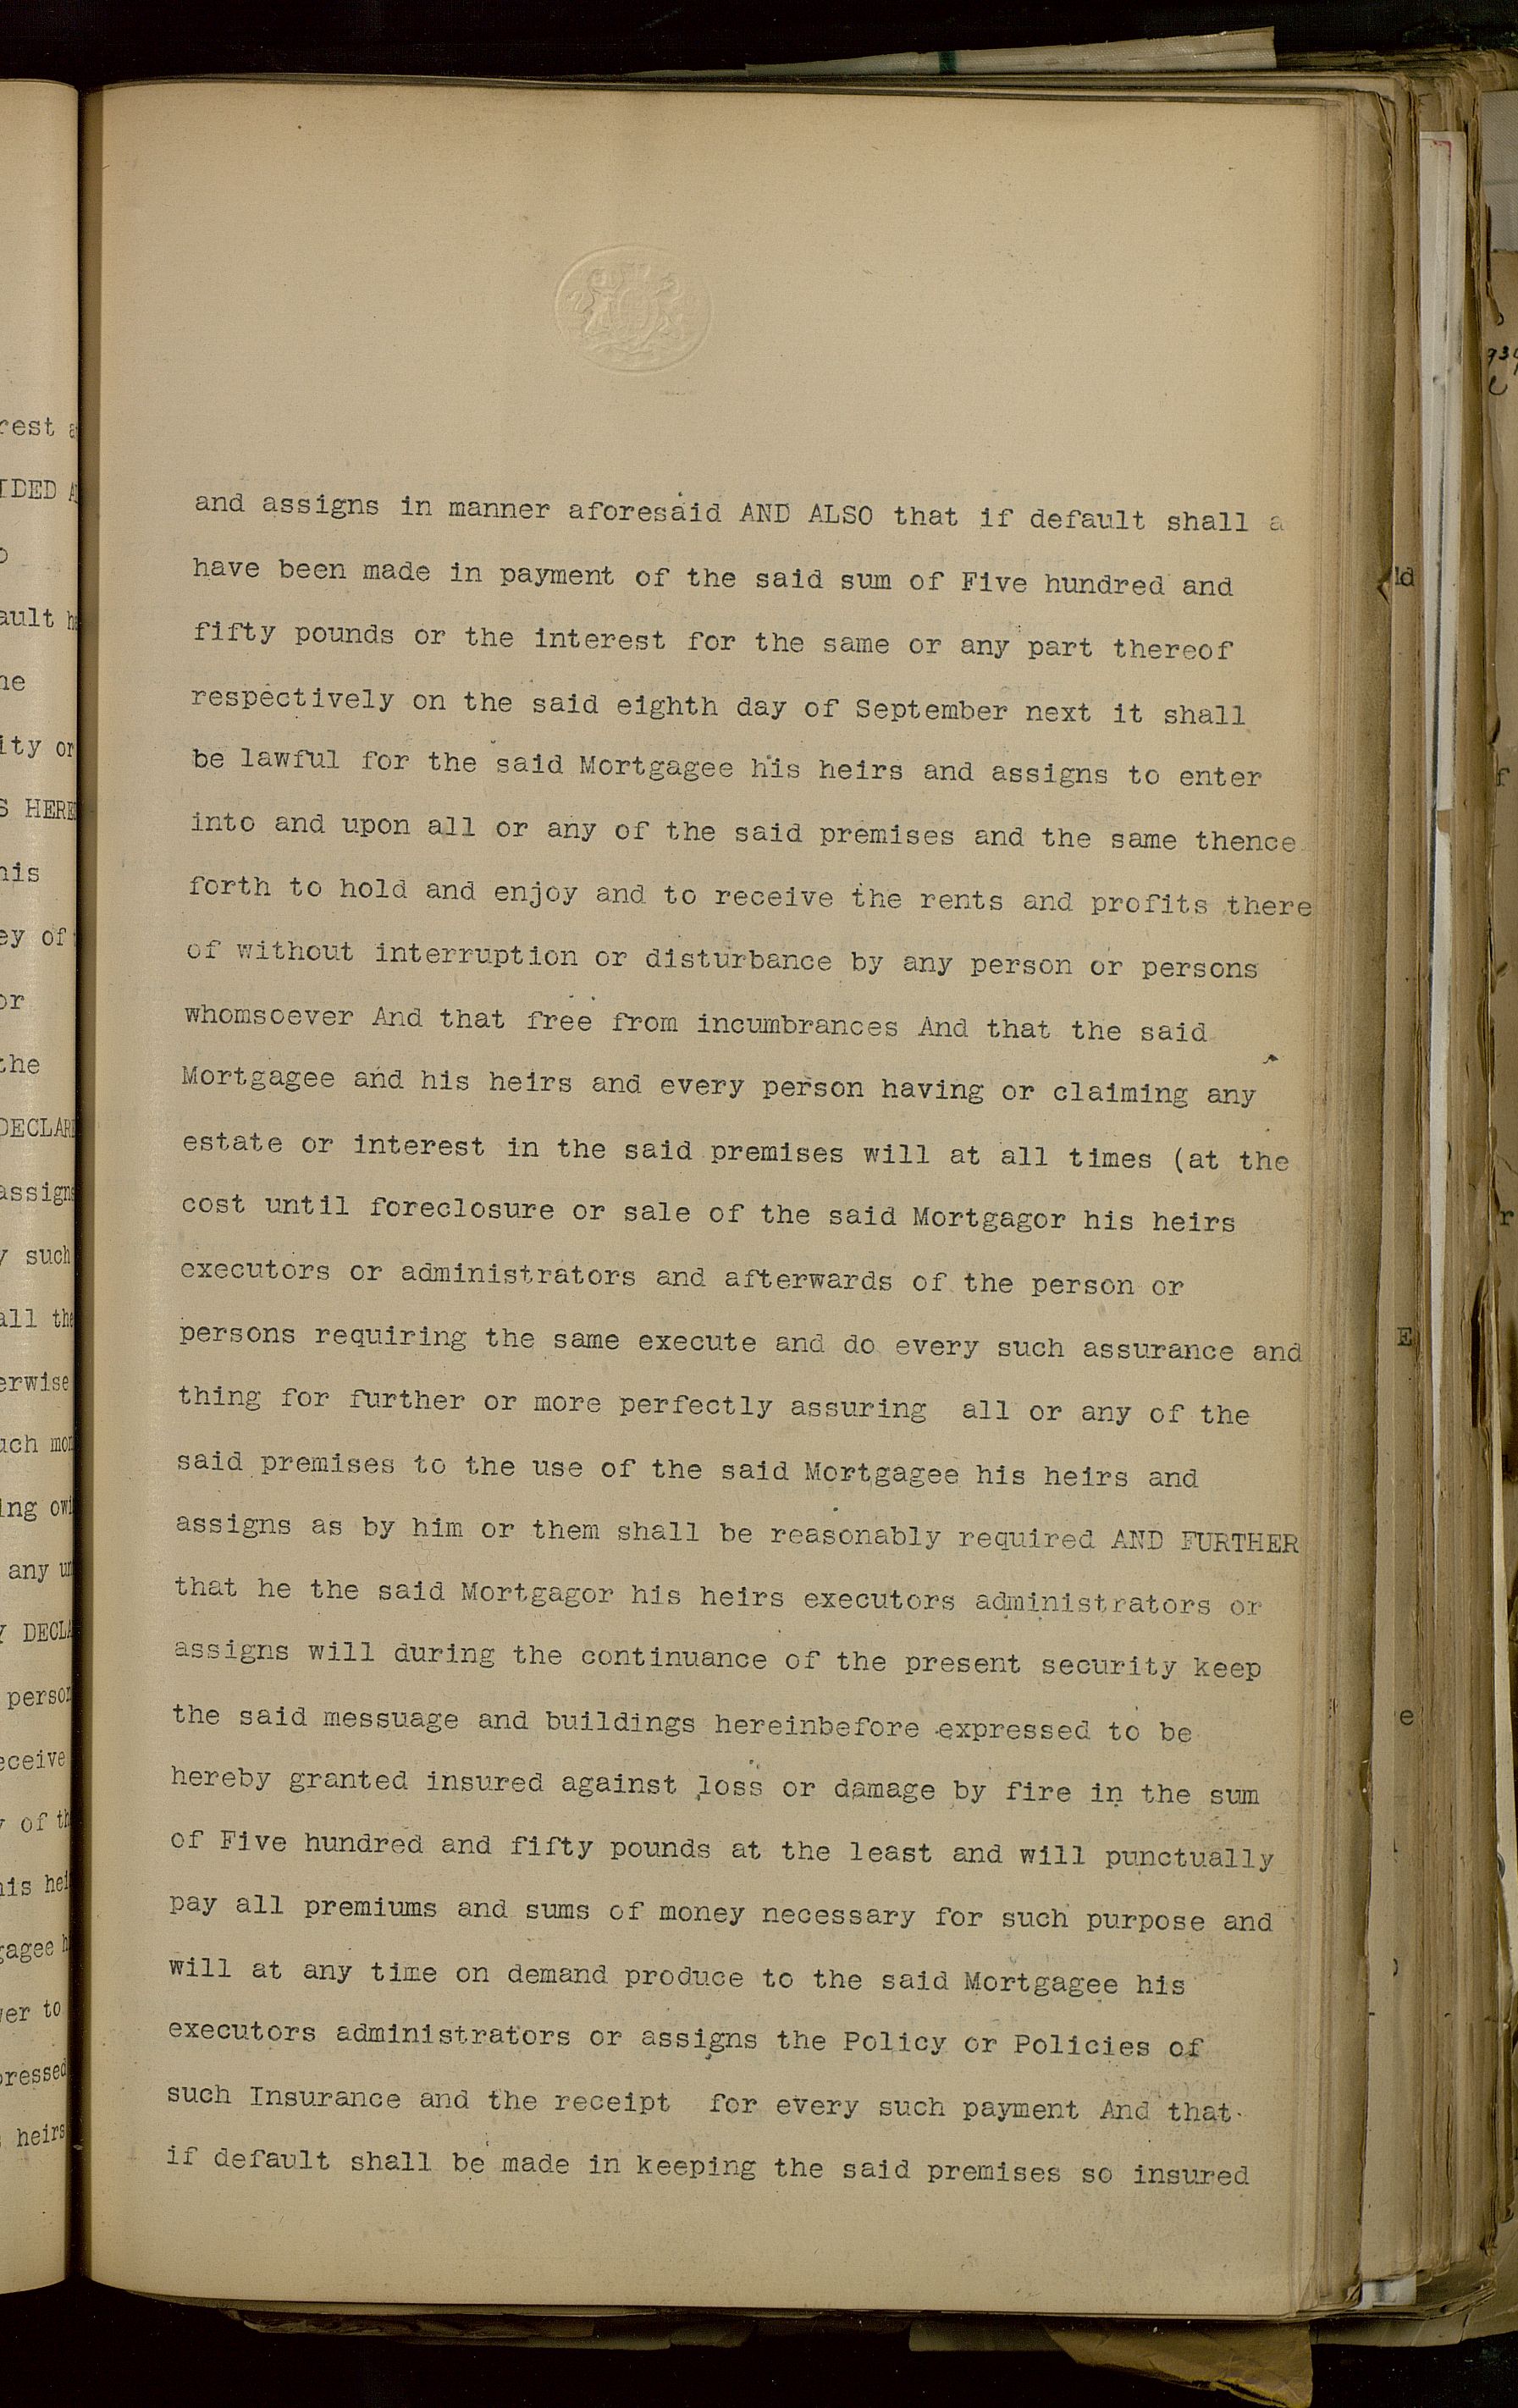 and assigns in manner aforesaid AND ALSO that if default shall a
have been made in payment of the said sum of Five hundred and
fifty pounds or the interest for the same or any part thereof
respectively on the said eighth day of September next it shall
be lawful for the said Mortgagee his heirs and assigns to enter
into and upon all or any of the said premises and the same thence
forth to hold and enjoy and to receive the rents and profits there
of without interruption or disturbance by any person or persons
whomsoever And that free from incumbrances And that the said
Mortgagee and his heirs and every person having or claiming any
estate or interest in the said premises will at all times (at the
cost until foreclosure or sale of the said Mortgagor his heirs
executors or administrators and afterwards of the person or
persons requiring the same execute and do every such assurance and
thing for further or more perfectly assuring all or any of the
said premises to the use of the said Mortgagee his heirs and
assigns as by him or them shall be reasonably required AND FURTHER
that he the said Mortgagor his heirs executors administrators or
assigns will during the continuance of the present security keep
the said messuage and buildings hereinbefore expressed to be
hereby granted insured against loss or damage by fire in the sum
of Five hundred and fifty pounds at the least and will punctually
pay all premiums and sums of money necessary for such purpose and
will at any time on demand produce to the said Mortgagee his
executors administrators or assigns the Policy or Policies of
such Insurance and the receipt for every such payment And that
if default shall be made in keeping the said premises so insured